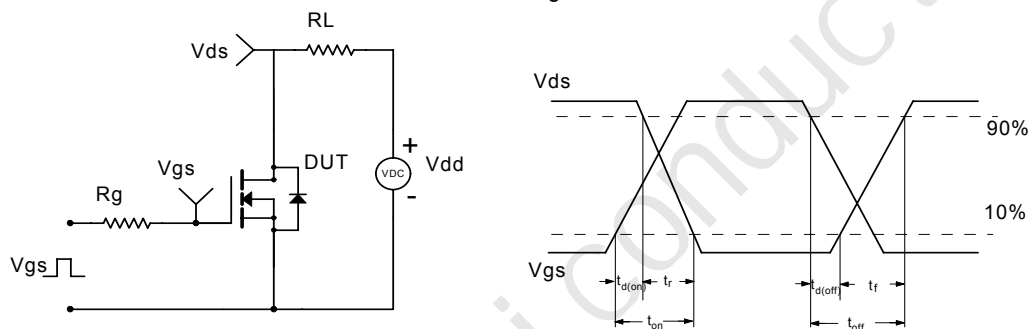 RL
Vds
Vgs
DUT
Rg
+
VDC
Vdd
-
Vgs
Vds
90%
10%
Vgs
td(on)
tr
td(off)
tf
ton
toff